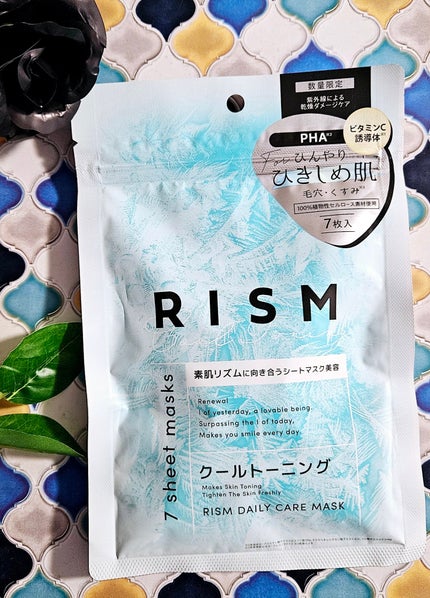 数量限定
紫外線による
乾燥ダメージケア
PHA
ビタミンC
誘導体
ひんやり
ひきしめ肌
毛穴・くすみ
100%植物性セルロース素材使用
7枚入
RISM
素肌リズムに向き合うシートマスク美容
7 sheet masks
Renewal
I of yesterday, a lovable being.
Surpassing the I of today,
Makes you smile every day.
クールトーニング
Makes Skin Toning
Tighten The Skin Freshly
RISM DAILY CARE MASK